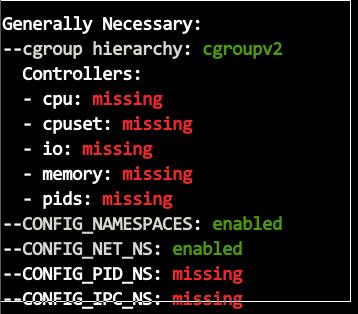 Generally Necessary:
--cgroup hierarchy: cgroupv2
Controllers:
- cpu: missing
- cpuset: missing
- io: missing
- memory: missing
- pids: missing
--CONFIG_NAMESPACES: enabled
--CONFIG_NET_NS: enabled
--CONFIG_PID_NS: missing
--CONFIG_IPC_NS: missing